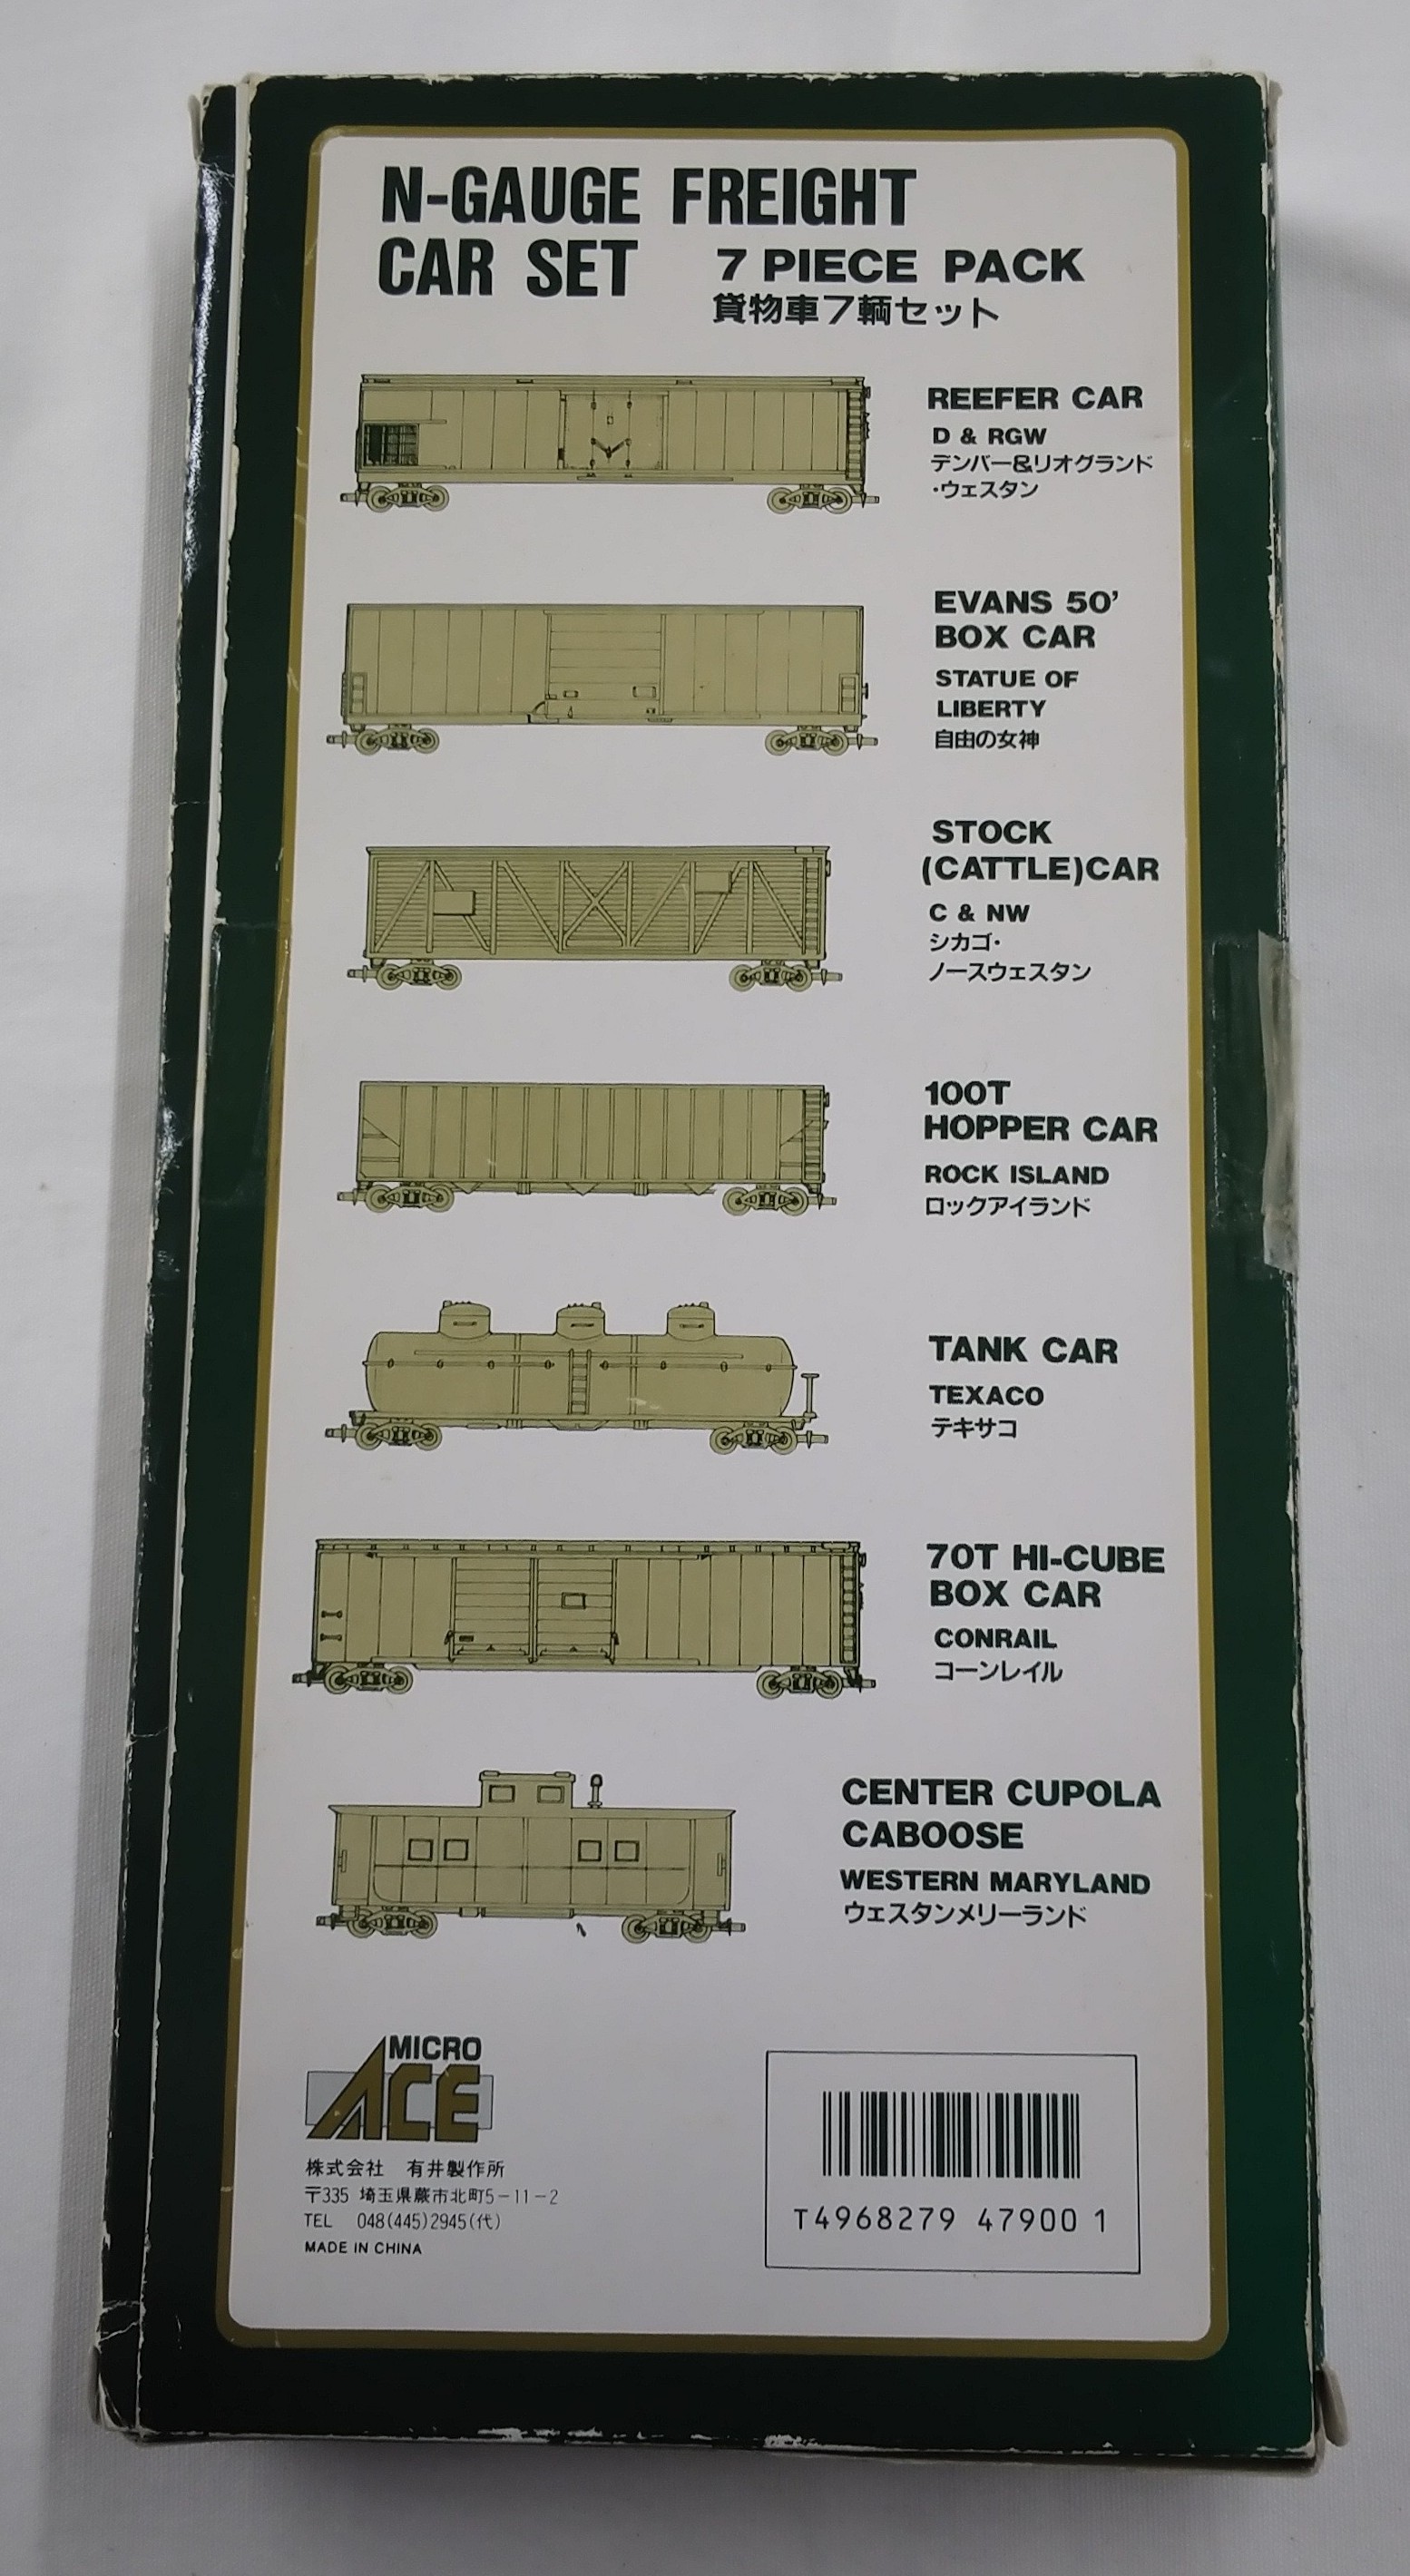 N-GAUGE FREIGHT
CAR SET 7 PIECE PACK
貨物車7輌セット
REEFER CAR
D & RGW
デンバー&リオグランド
・ウェスタン
EVANS 50'
BOX CAR
STATUE OF
LIBERTY
自由の女神
STOCK
(CATTLE)CAR
C & NW
シカゴ・
ノースウェスタン
100T
HOPPER CAR
ROCK ISLAND
ロックアイランド
TANK CAR
TEXACO
テキサコ
70T HI-CUBE
BOX CAR
CONRAIL
コーンレイル
CENTER CUPOLA
CABOOSE
WESTERN MARYLAND
ウェスタンメリーランド
MICRO
ACE
株式会社 有井製作所
〒335 埼玉県蕨市北町5-11-2
TEL 048(445)2945(代)
MADE IN CHINA
T4968279 47900 1